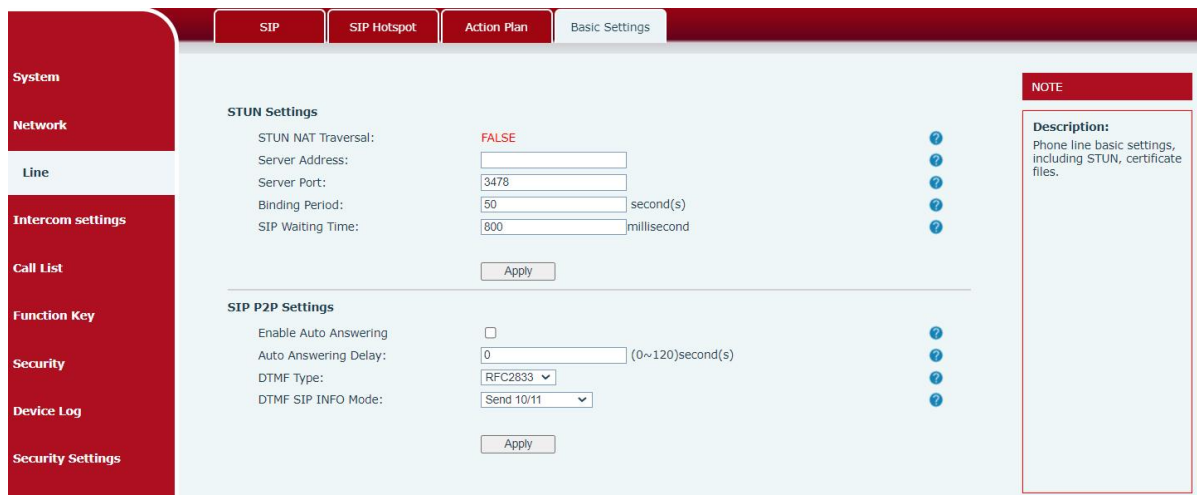 SIP SIP Hotspot Action Plan Basic Settings
System
Network
Line
Intercom settings
Call List
Function Key
Security
Device Log
Security Settings
STUN Settings
STUN NAT Traversal: FALSE ?
Server Address: ?
Server Port: 3478 ?
Binding Period: 50 second(s) ?
SIP Waiting Time: 800 millisecond ?
Apply
SIP P2P Settings
Enable Auto Answering ?
Auto Answering Delay: 0 (0~120)second(s) ?
DTMF Type: RFC2833 ?
DTMF SIP INFO Mode: Send 10/11 ?
Apply
NOTE
Description:
Phone line basic settings,
including STUN, certificate
files.